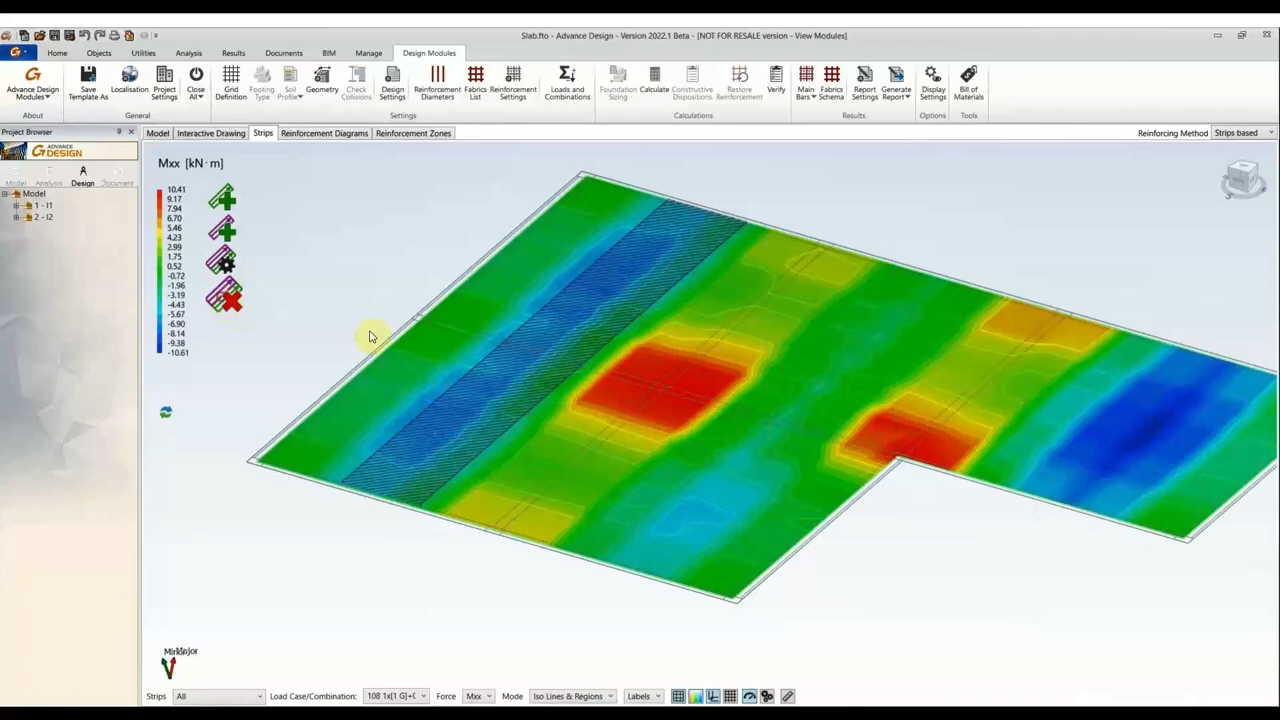 Slab.fto - Advance Design - Version 2022.1 Beta - [NOT FOR RESALE version - View Modules]
Home Objects Utilities Analysis Results Documents BIM Manage Design Modules
Advance Design Modules Save Template As Localisation Project Settings Close All Grid Definition Footing Type Soil Profile Geometry Check Collisions Design Settings Reinforcement Diameters Fabrics List Reinforcement Settings Loads and Combinations Foundation Sizing Calculate Constructive Dispositions Restore Reinforcement Verify Main Bars Fabrics Schema Report Settings Generate Report Display Settings Bill of Materials
About General Settings Calculations Results Options Tools
Project Browser
Model Interactive Drawing Strips Reinforcement Diagrams Reinforcement Zones Reinforcing Method Strips based
ADVANCE DESIGN
Model Analysis Design Document
Model
1 - I1
2 - I2
Mxx [kN·m]
10.41
9.17
7.94
6.70
5.46
4.23
2.99
1.75
0.52
-0.72
-1.96
-3.19
-4.43
-5.67
-6.90
-8.14
-9.38
-10.61
Strips All Load Case/Combination: 108 1x[1 G]+( Force Mxx Mode Iso Lines & Regions Labels